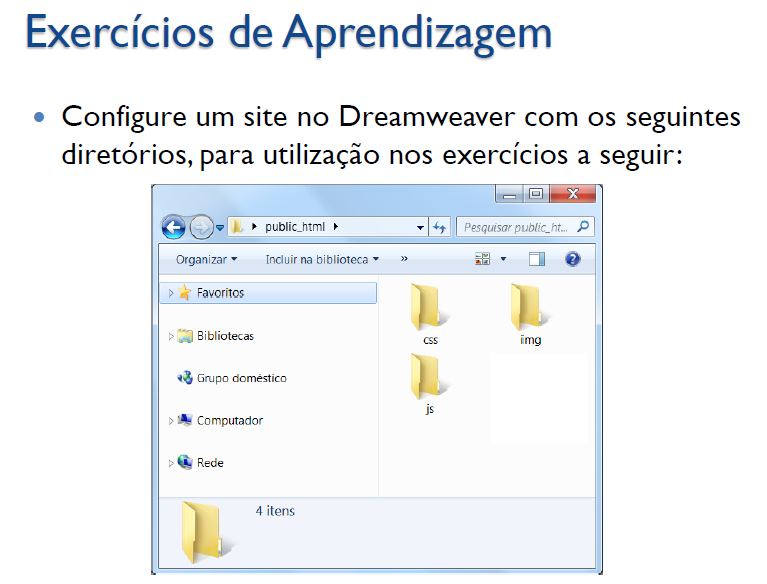 Exercícios de Aprendizagem
• Configure um site no Dreamweaver com os seguintes
diretórios, para utilização nos exercícios a seguir:
public_html
Pesquisar public_ht...
Organizar
Incluir na biblioteca
»
Favoritos
css
img
Bibliotecas
Grupo doméstico
js
Computador
Rede
4 itens